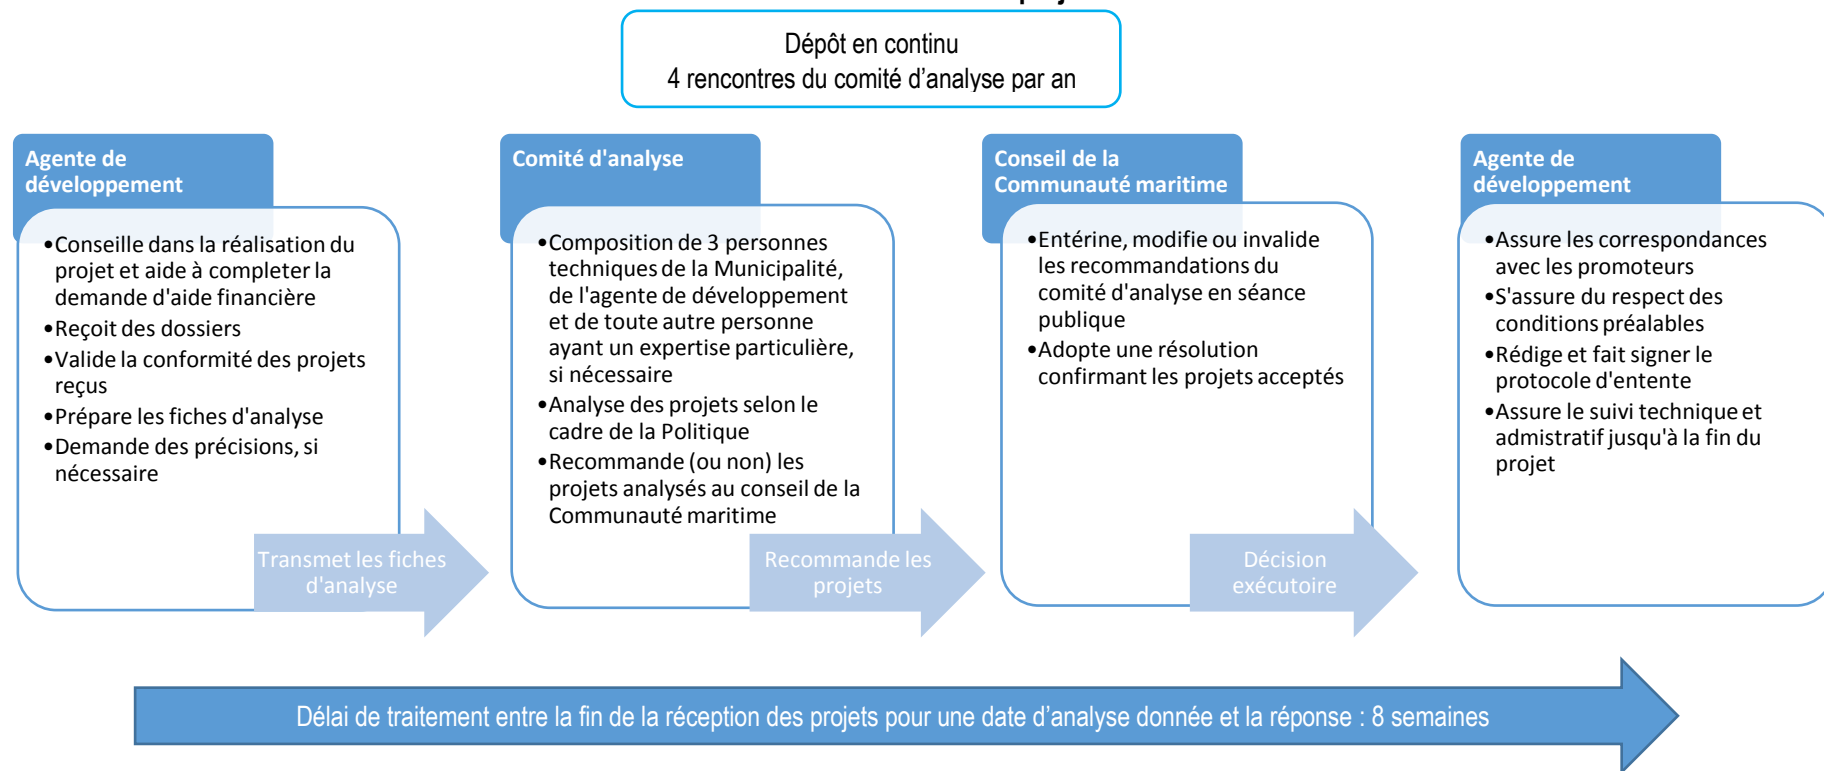 Dépôt en continu
4 rencontres du comité d’analyse par an
Agente de
développement
•Conseille dans la réalisation du
projet et aide à completer la
demande d'aide financière
•Reçoit des dossiers
•Valide la conformité des projets
reçus
•Prépare les fiches d'analyse
•Demande des précisions, si
nécessaire
Transmet les fiches
d'analyse
Comité d'analyse
•Composition de 3 personnes
techniques de la Municipalité,
de l'agente de développement
et de toute autre personne
ayant un expertise particulière,
si nécessaire
•Analyse des projets selon le
cadre de la Politique
•Recommande (ou non) les
projets analysés au conseil de la
Communauté maritime
Recommande les
projets
Conseil de la
Communauté maritime
•Entérine, modifie ou invalide
les recommandations du
comité d'analyse en séance
publique
•Adopte une résolution
confirmant les projets acceptés
Décision
exécutoire
Agente de
développement
•Assure les correspondances
avec les promoteurs
•S'assure du respect des
conditions préalables
•Rédige et fait signer le
protocole d'entente
•Assure le suivi technique et
admistratif jusqu'à la fin du
projet
Délai de traitement entre la fin de la réception des projets pour une date d’analyse donnée et la réponse : 8 semaines